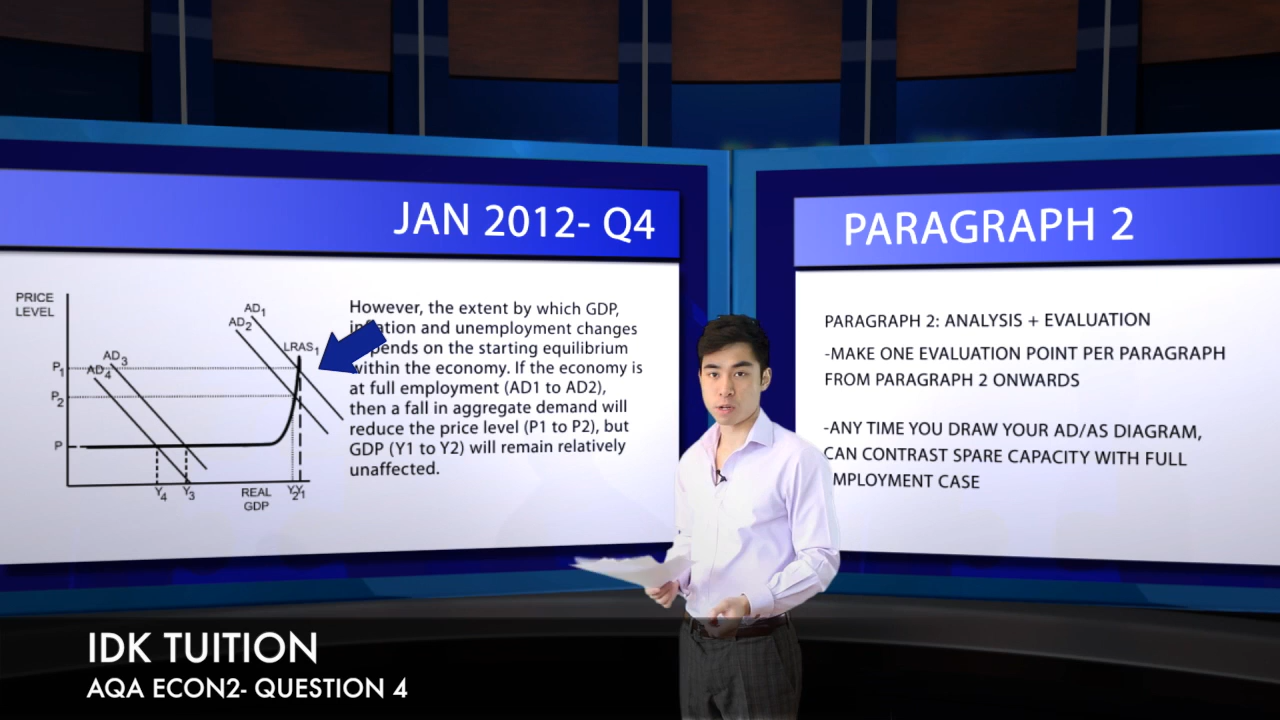 JAN 2012- Q4
PRICE
LEVEL
AD1
AD2
LRAS1
AD3
AD4
P1
P2
P
Y4
Y3
REAL
GDP
Y2
Y1
However, the extent by which GDP,
and unemployment changes
on the starting equilibrium
within the economy. If the economy is
at full employment (AD1 to AD2),
then a fall in aggregate demand will
reduce the price level (P1 to P2), but
GDP (Y1 to Y2) will remain relatively
unaffected.
PARAGRAPH 2
PARAGRAPH 2: ANALYSIS + EVALUATION
-MAKE ONE EVALUATION POINT PER PARAGRAPH
FROM PARAGRAPH 2 ONWARDS
-ANY TIME YOU DRAW YOUR AD/AS DIAGRAM,
CAN CONTRAST SPARE CAPACITY WITH FULL
MPLOYMENT CASE
IDK TUITION
AQA ECON2- QUESTION 4